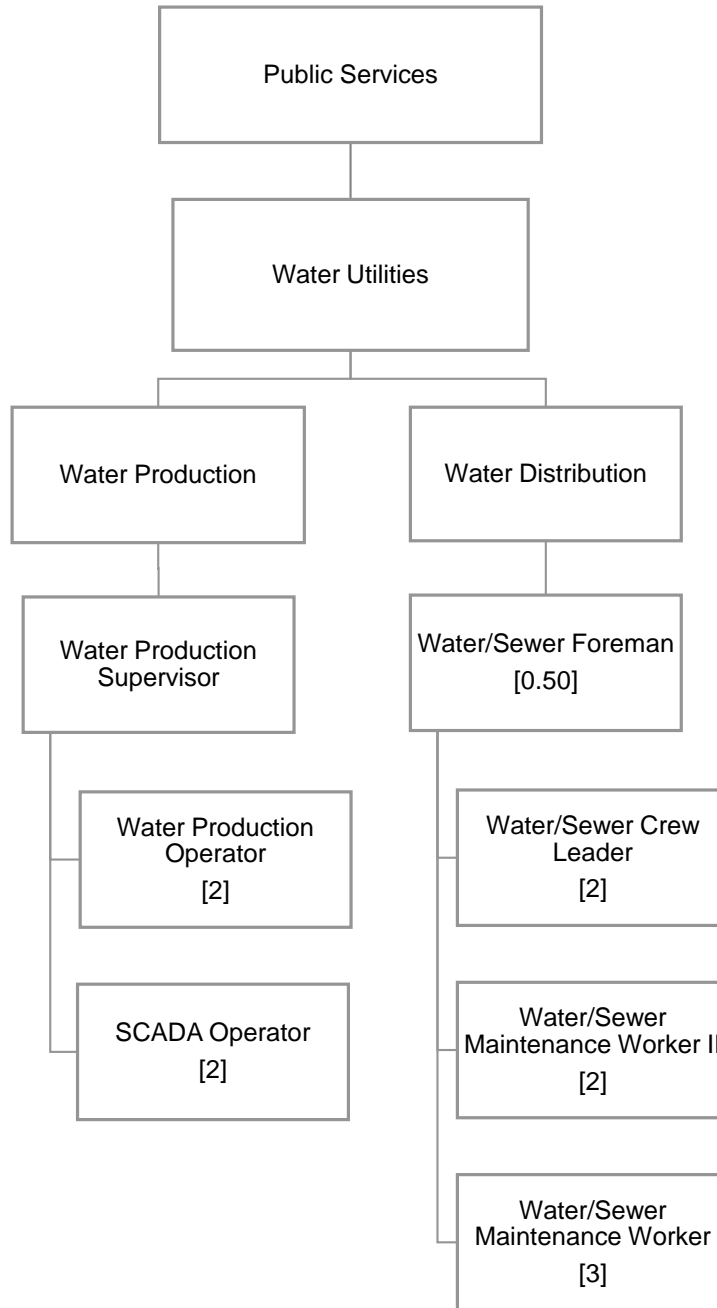 Public Services
Water Utilities
Water Production
Water Distribution
Water Production
Supervisor
Water/Sewer Foreman
[0.50]
Water Production
Operator
[2]
Water/Sewer Crew
Leader
[2]
SCADA Operator
[2]
Water/Sewer
Maintenance Worker II
[2]
Water/Sewer
Maintenance Worker
[3]